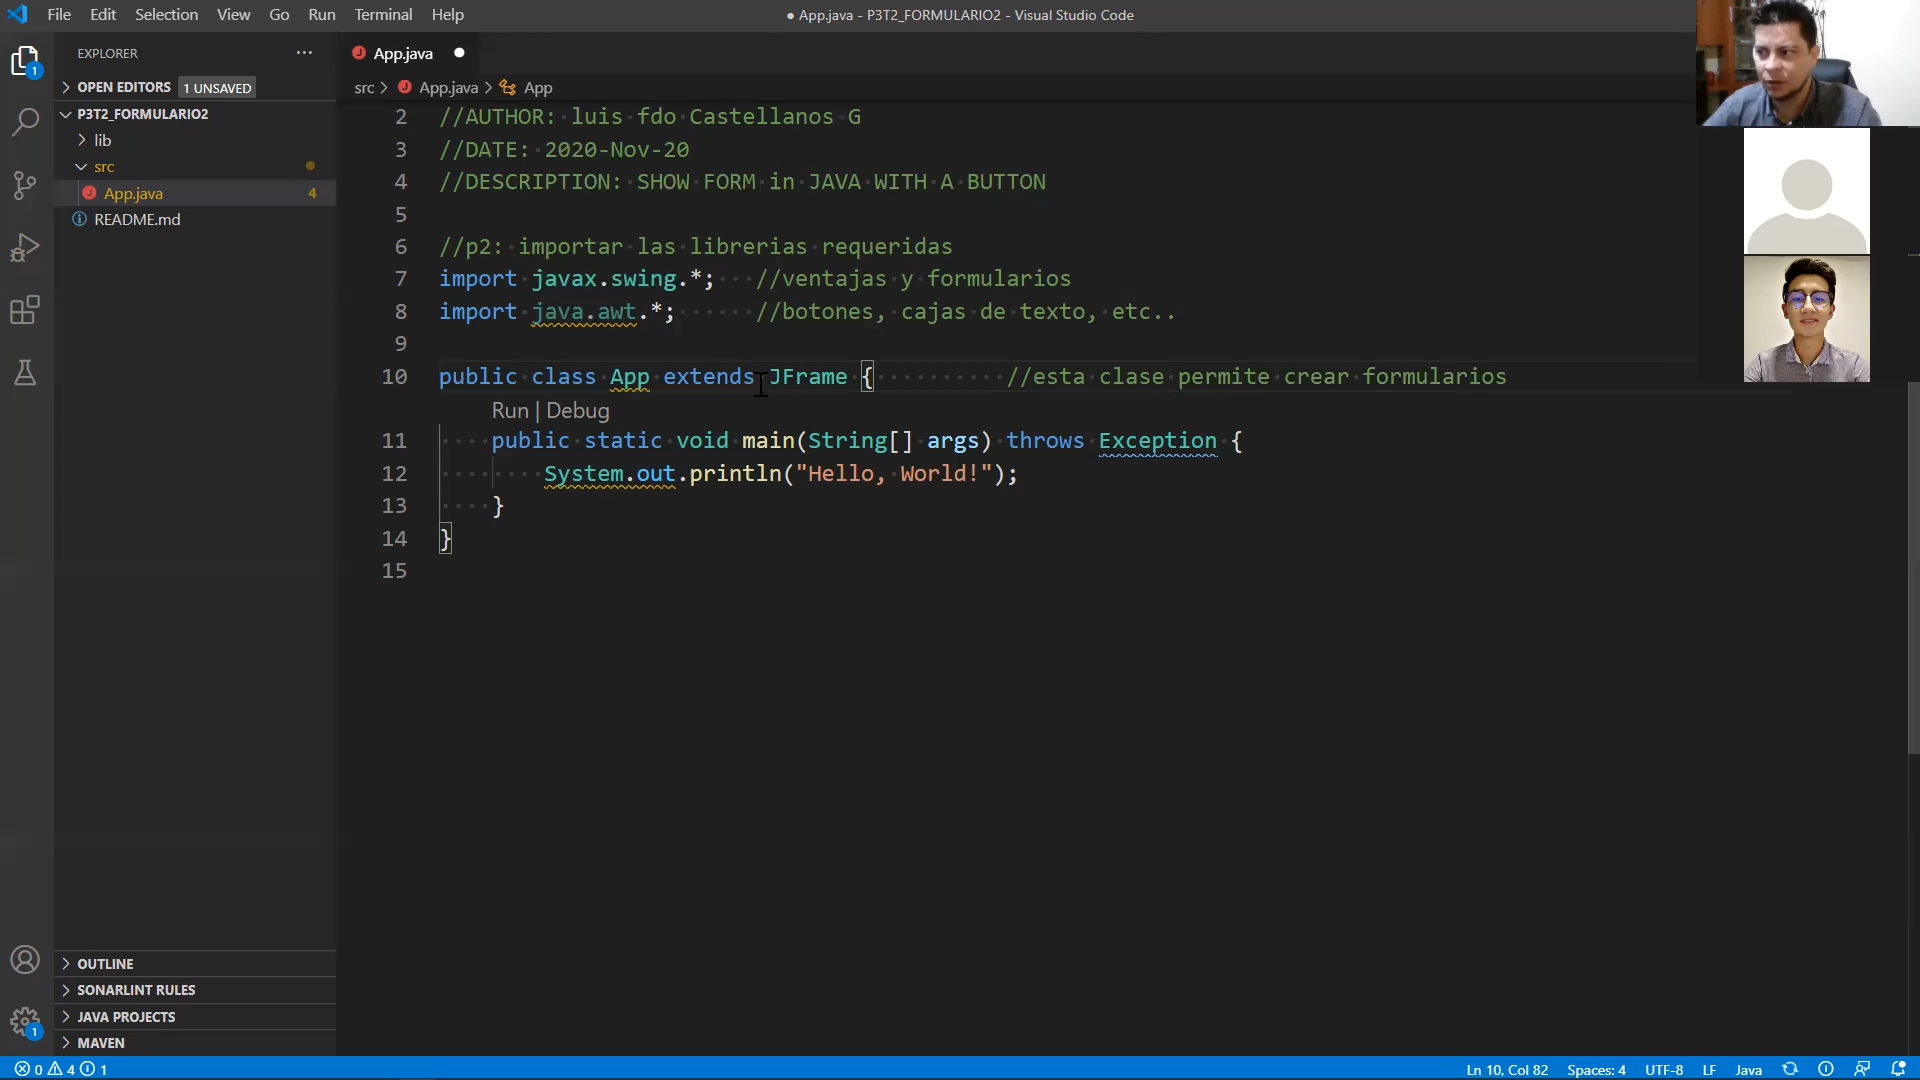 File Edit Selection View Go Run Terminal Help
● App.java - P3T2_FORMULARIO2 - Visual Studio Code
EXPLORER ···
OPEN EDITORS 1 UNSAVED
P3T2_FORMULARIO2
lib
src
App.java 4
README.md
OUTLINE
SONARLINT RULES
JAVA PROJECTS
MAVEN
1
1
App.java ●
src > App.java > App
2 //AUTHOR: luis fdo Castellanos G
3 //DATE: 2020-Nov-20
4 //DESCRIPTION: SHOW FORM in JAVA WITH A BUTTON
5
6 //p2: importar las librerias requeridas
7 import javax.swing.*; //ventajas y formularios
8 import java.awt.*; //botones, cajas de texto, etc..
9
10 public class App extends JFrame { //esta clase permite crear formularios
Run | Debug
11 public static void main(String[] args) throws Exception {
12 System.out.println("Hello, World!");
13 }
14 }
15
0 4 1
Ln 10, Col 82 Spaces: 4 UTF-8 LF Java